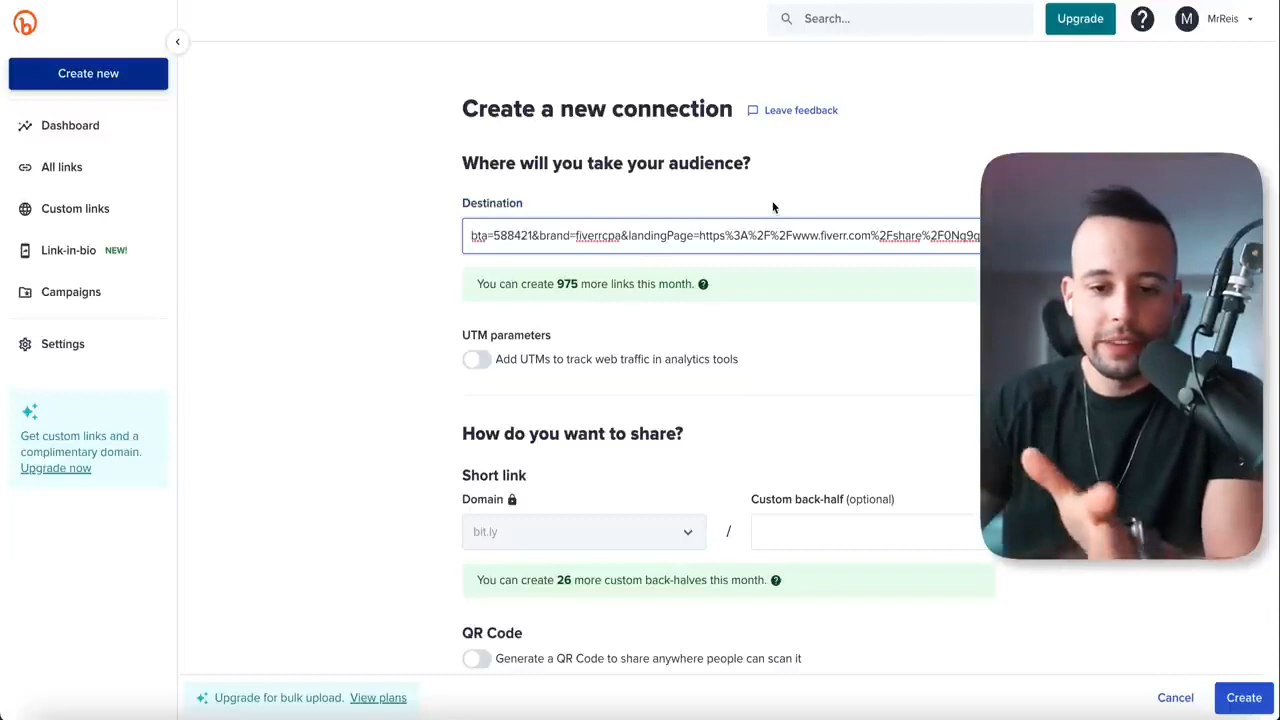 Search...
Upgrade
?
M
MrReis
Create new
Dashboard
All links
Custom links
Link-in-bio NEW!
Campaigns
Settings
Get custom links and a
complimentary domain.
Upgrade now
Create a new connection
Leave feedback
Where will you take your audience?
Destination
bta=588421&brand=fiverrcpa&landingPage=https%3A%2F%2Fwww.fiverr.com%2Fshare%2F0Nq9q
You can create 975 more links this month. ?
UTM parameters
Add UTMs to track web traffic in analytics tools
How do you want to share?
Short link
Domain
Custom back-half (optional)
bit.ly
/
You can create 26 more custom back-halves this month. ?
QR Code
Generate a QR Code to share anywhere people can scan it
Upgrade for bulk upload. View plans
Cancel
Create